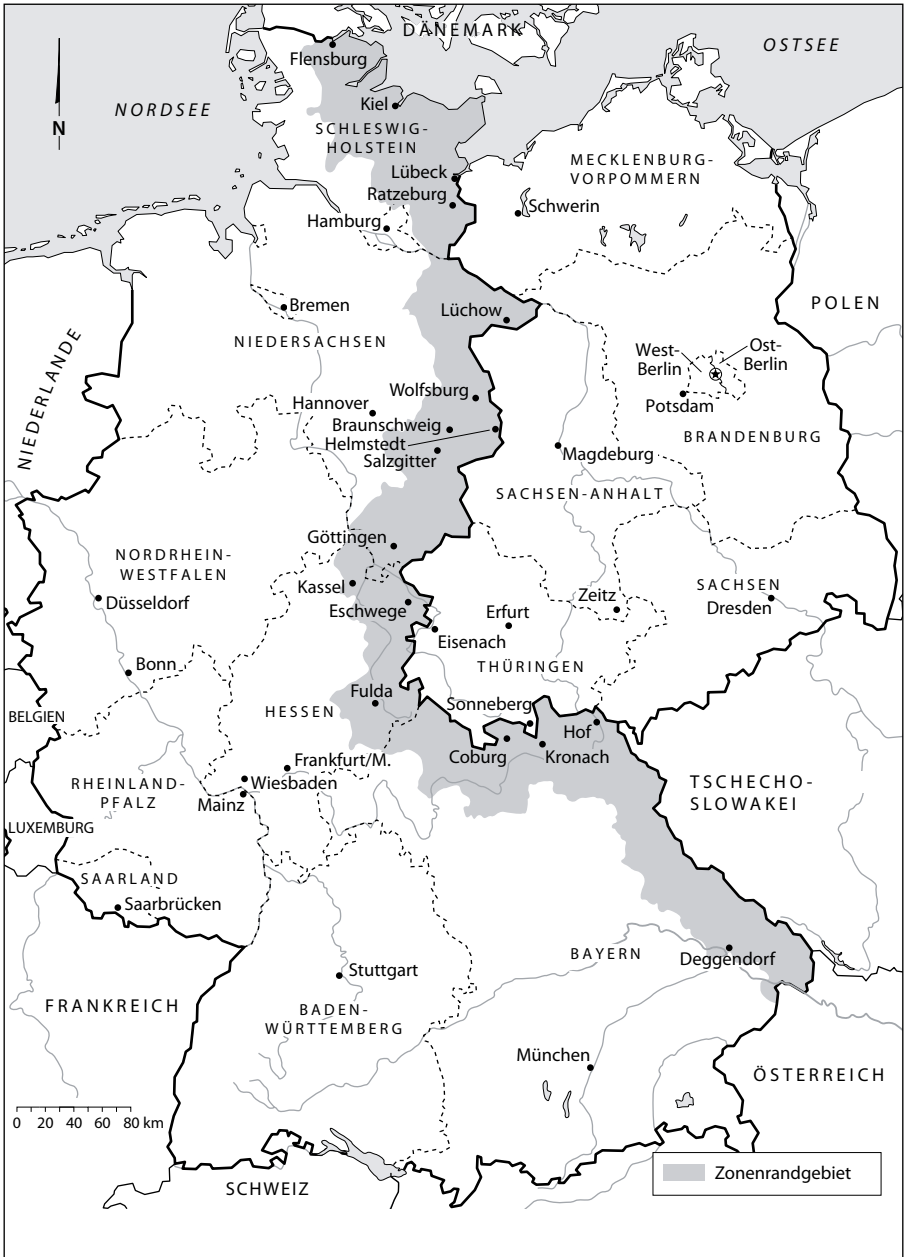 DÄNEMARK
OSTSEE
Flensburg
NORDSEE
Kiel
N
SCHLESWIG-
HOLSTEIN
MECKLENBURG-
VORPOMMERN
Lübeck
Ratzeburg
Schwerin
Hamburg
POLEN
Bremen
Lüchow
NIEDERSACHSEN
West-
Berlin
Ost-
Berlin
NIEDERLANDE
Wolfsburg
Potsdam
Hannover
Braunschweig
Helmstedt
Salzgitter
BRANDENBURG
Magdeburg
SACHSEN-ANHALT
Göttingen
NORDRHEIN-
WESTFALEN
Kassel
Eschwege
Düsseldorf
Zeitz
SACHSEN
Dresden
Erfurt
Eisenach
THÜRINGEN
Bonn
Fulda
HESSEN
Sonneberg
BELGIEN
Hof
Coburg
Kronach
Frankfurt/M.
Wiesbaden
Mainz
RHEINLAND-
PFALZ
TSCHECHO-
SLOWAKEI
LUXEMBURG
SAARLAND
Saarbrücken
BAYERN
Deggendorf
Stuttgart
FRANKREICH
BADEN-
WÜRTTEMBERG
München
ÖSTERREICH
0 20 40 60 80 km
SCHWEIZ
Zonenrandgebiet